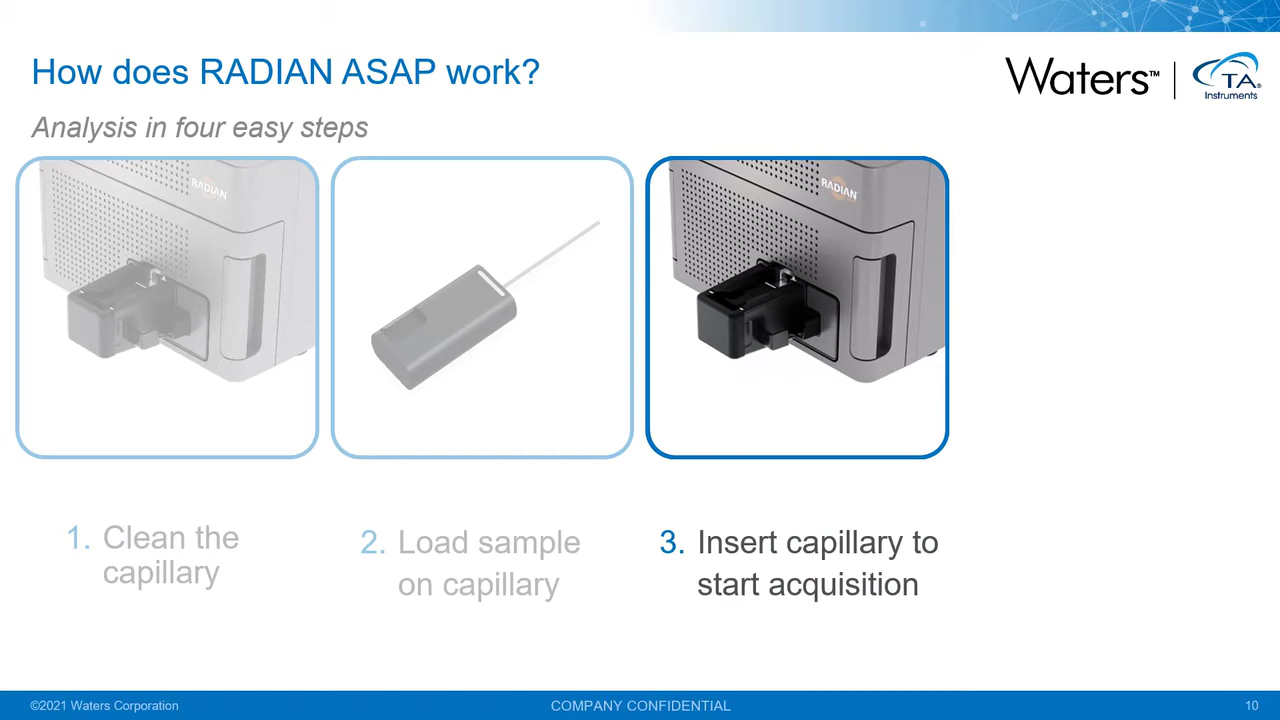 How does RADIAN ASAP work?
Waters™
TA®
Instruments
Analysis in four easy steps
RADIAN
RADIAN
1. Clean the
capillary
2. Load sample
on capillary
3. Insert capillary to
start acquisition
©2021 Waters Corporation
COMPANY CONFIDENTIAL
10